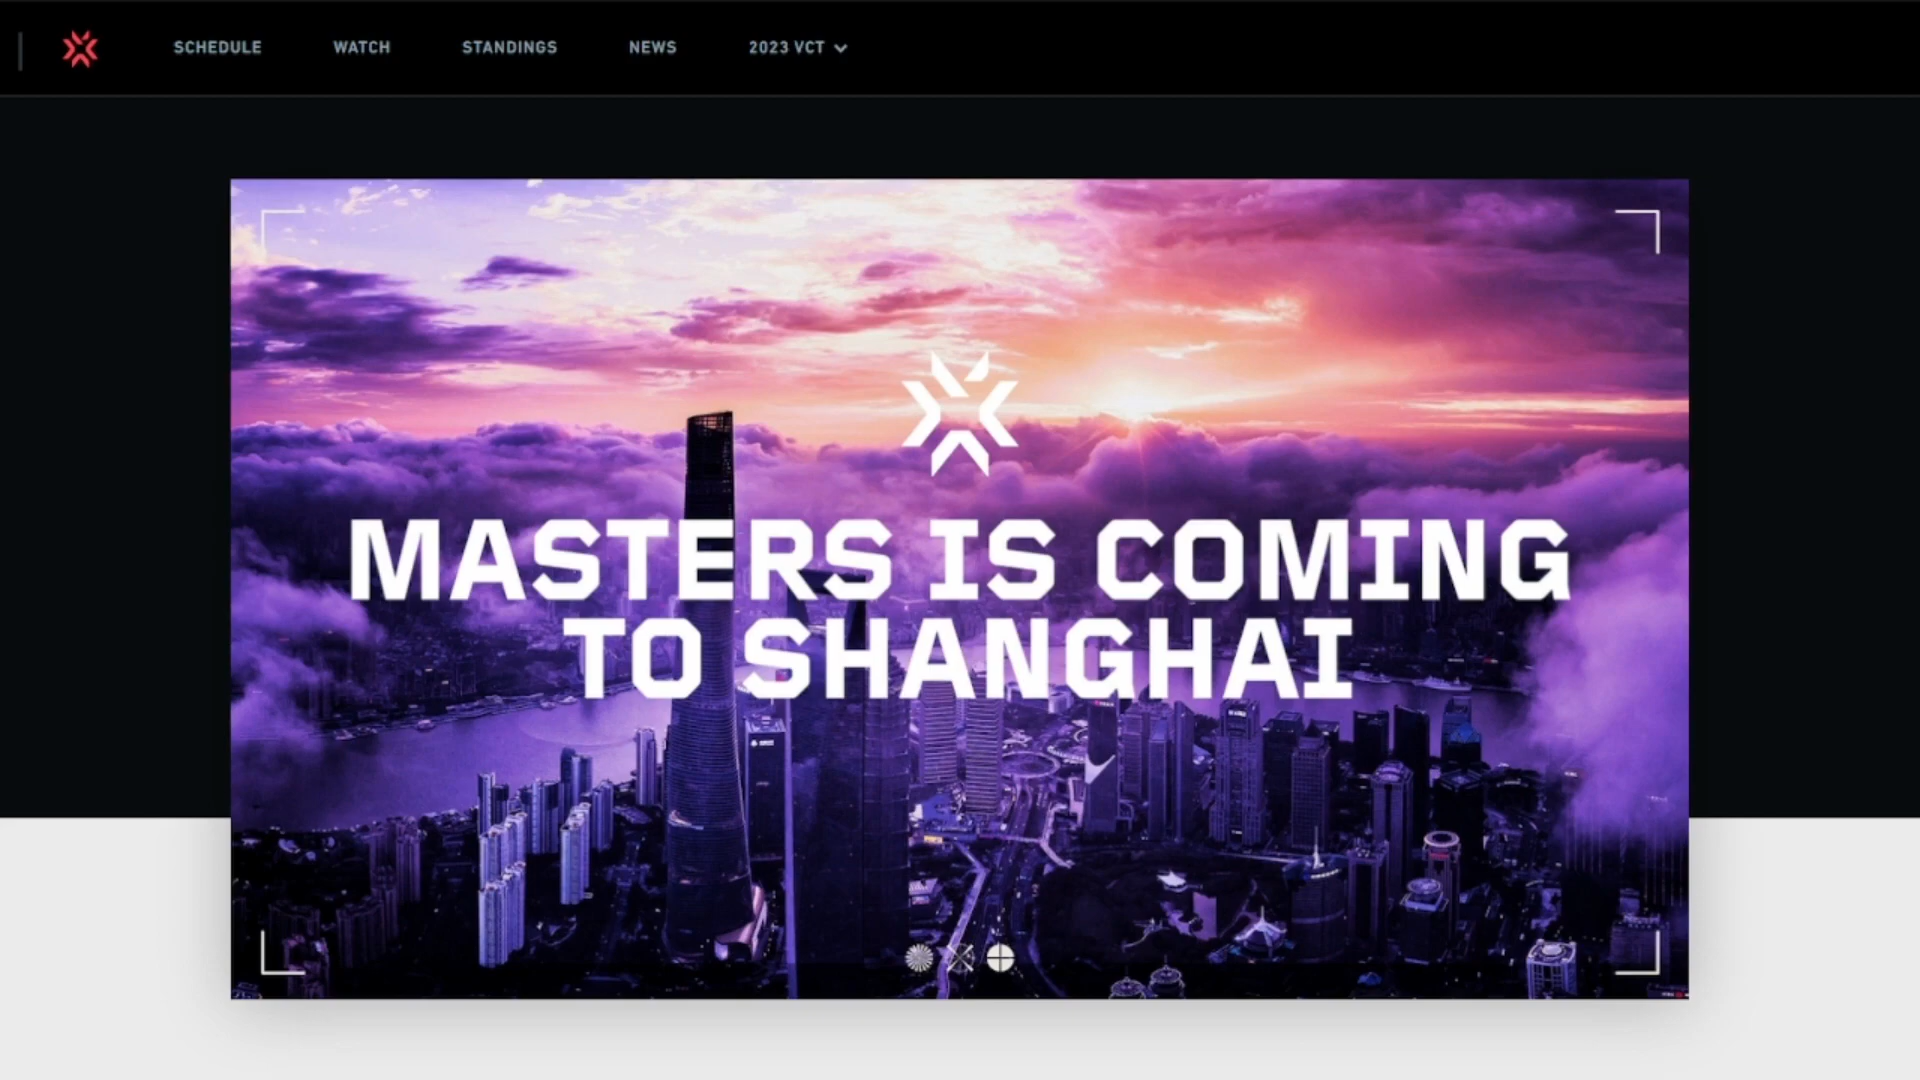 SCHEDULE
WATCH
STANDINGS
NEWS
2023 VCT
MASTERS IS COMING
TO SHANGHAI